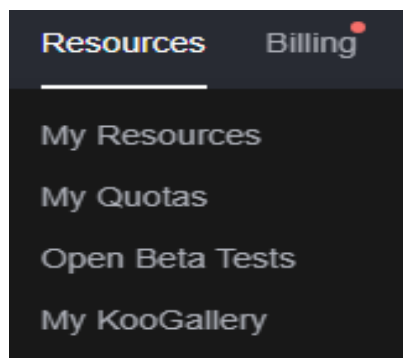 Resources Billing
My Resources
My Quotas
Open Beta Tests
My KooGallery